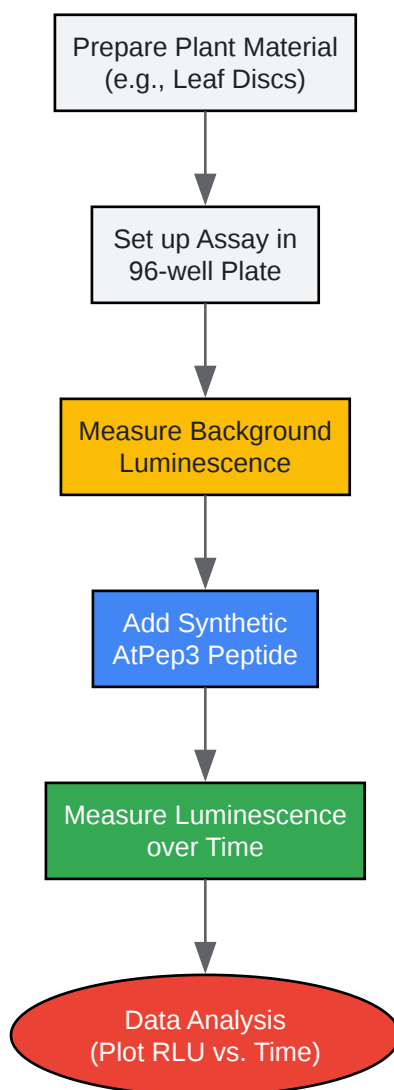 Prepare Plant Material
(e.g., Leaf Discs)
Set up Assay in
96-well Plate
Measure Background
Luminescence
Add Synthetic
AtPep3 Peptide
Measure Luminescence
over Time
Data Analysis
(Plot RLU vs. Time)